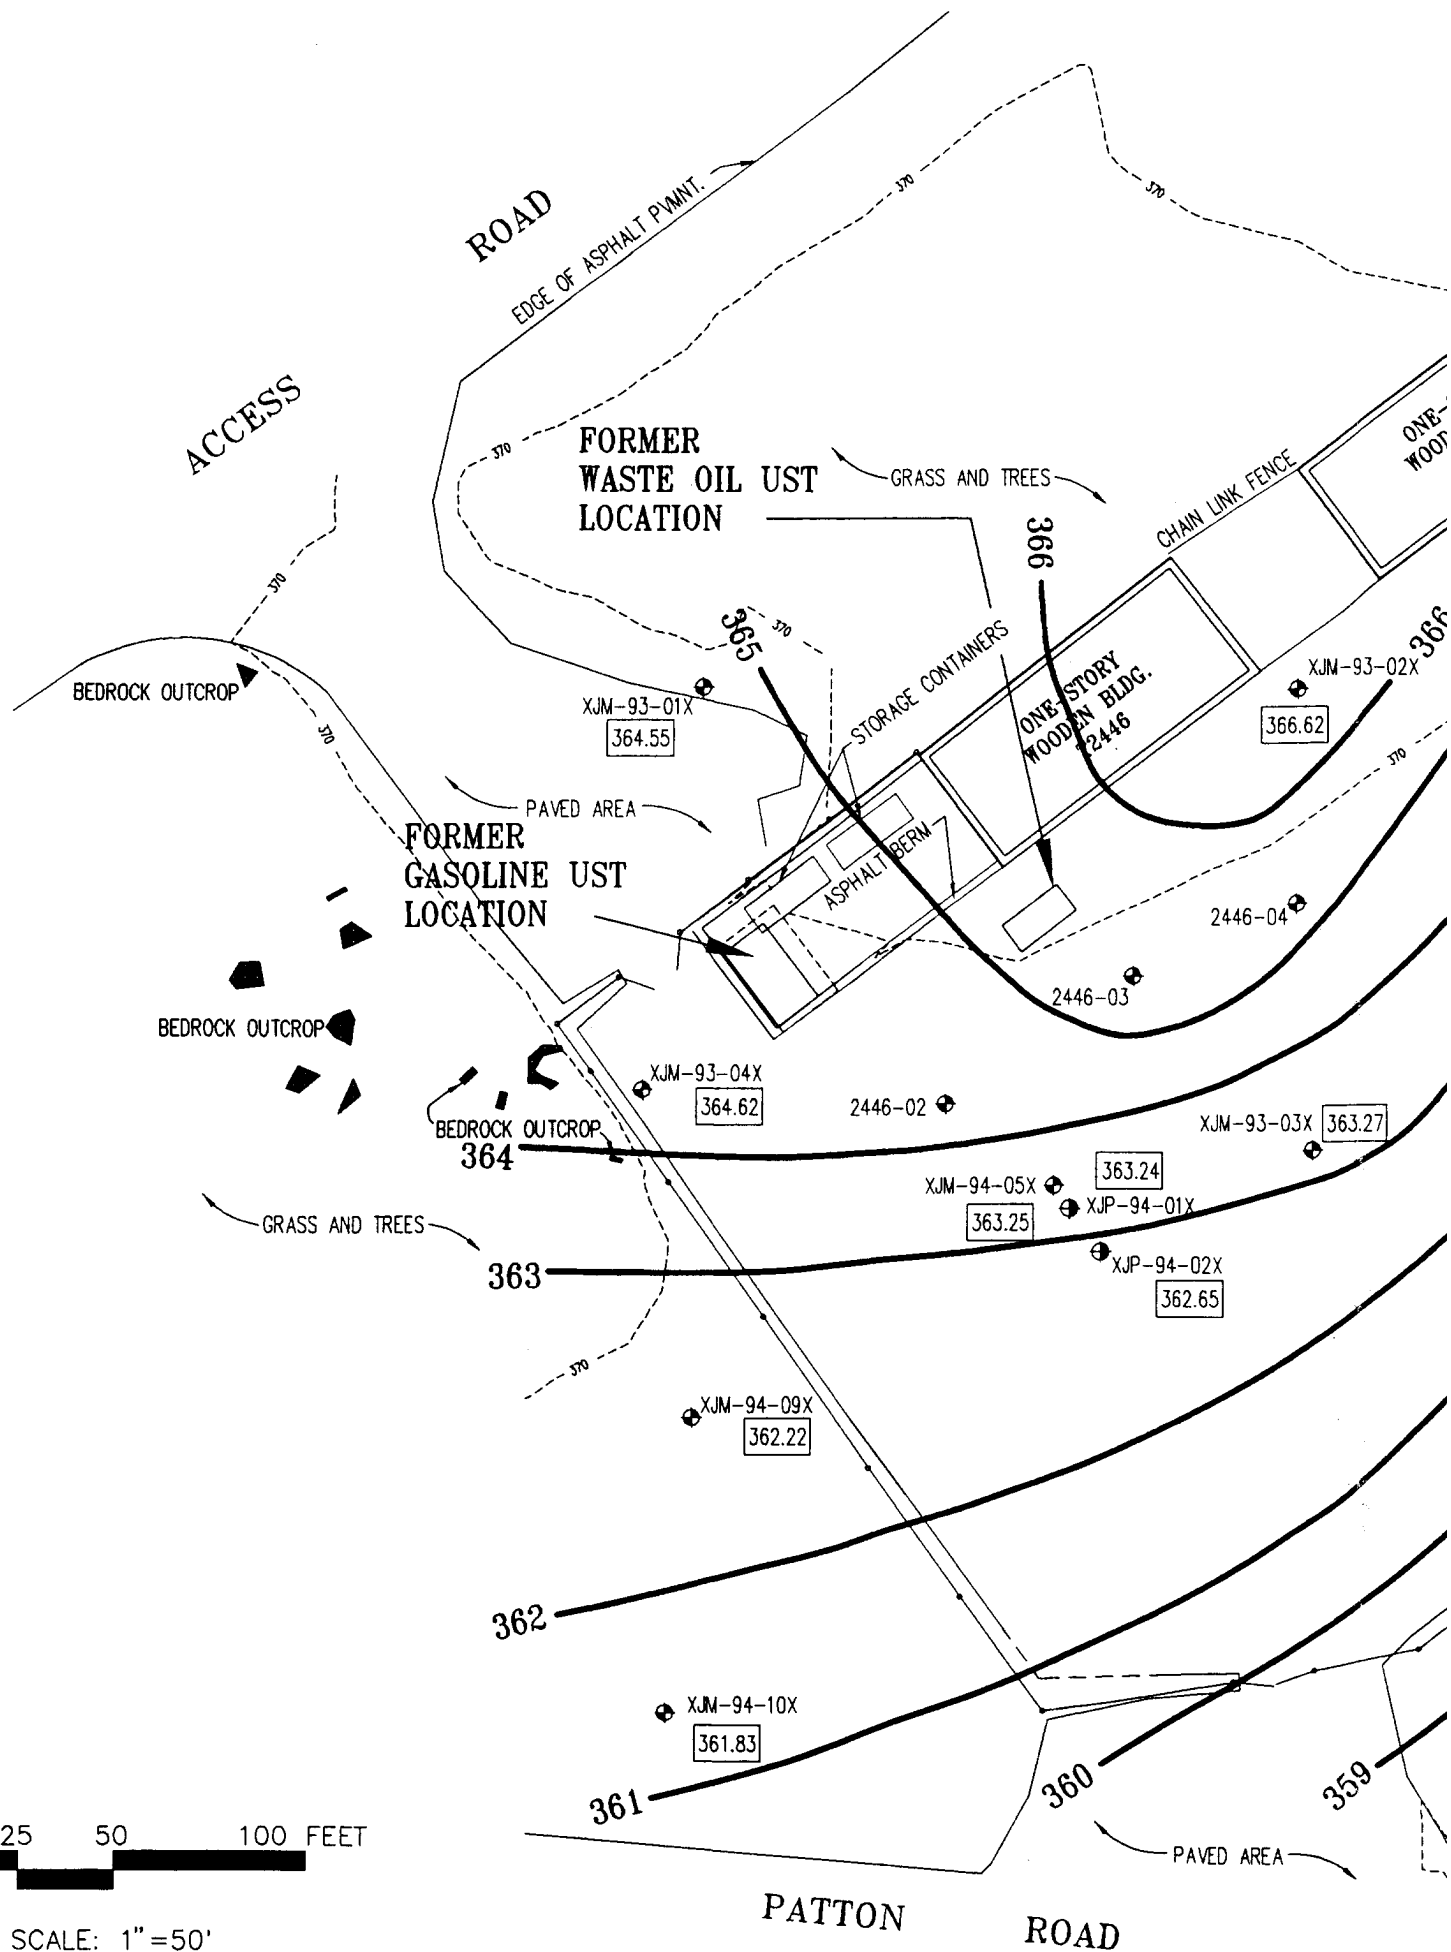 ROAD
EDGE OF ASPHALT PVMNT.
370
370
ACCESS
370
FORMER
WASTE OIL UST
LOCATION
GRASS AND TREES
CHAIN LINK FENCE
ONE-
WOOD
366
370
365
370
STORAGE CONTAINERS
ONE-STORY
WOODEN BLDG.
2446
366
XJM-93-02X
366.62
BEDROCK OUTCROP
370
XJM-93-01X
364.55
370
PAVED AREA
FORMER
GASOLINE UST
LOCATION
ASPHALT BERM
2446-04
2446-03
BEDROCK OUTCROP
XJM-93-04X
364.62
2446-02
BEDROCK OUTCROP
364
XJM-93-03X
363.27
363.24
XJM-94-05X
363.25
XJP-94-01X
GRASS AND TREES
363
XJP-94-02X
362.65
370
XJM-94-09X
362.22
362
XJM-94-10X
361.83
361
360
359
25 50 100 FEET
PAVED AREA
SCALE: 1"=50'
PATTON ROAD